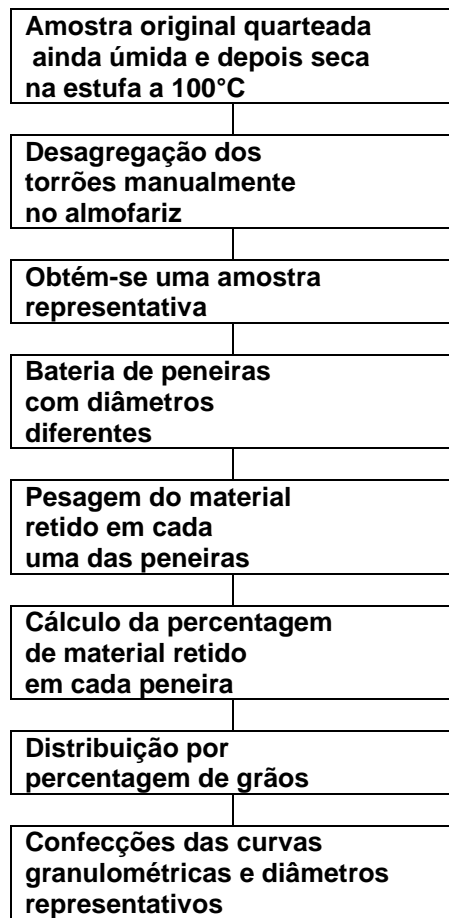 Amostra original quarteada
ainda úmida e depois seca
na estufa a 100°C
Desagregação dos
torrões manualmente
no almofariz
Obtém-se uma amostra
representativa
Bateria de peneiras
com diâmetros
diferentes
Pesagem do material
retido em cada
uma das peneiras
Cálculo da percentagem
de material retido
em cada peneira
Distribuição por
percentagem de grãos
Confecções das curvas
granulométricas e diâmetros
representativos